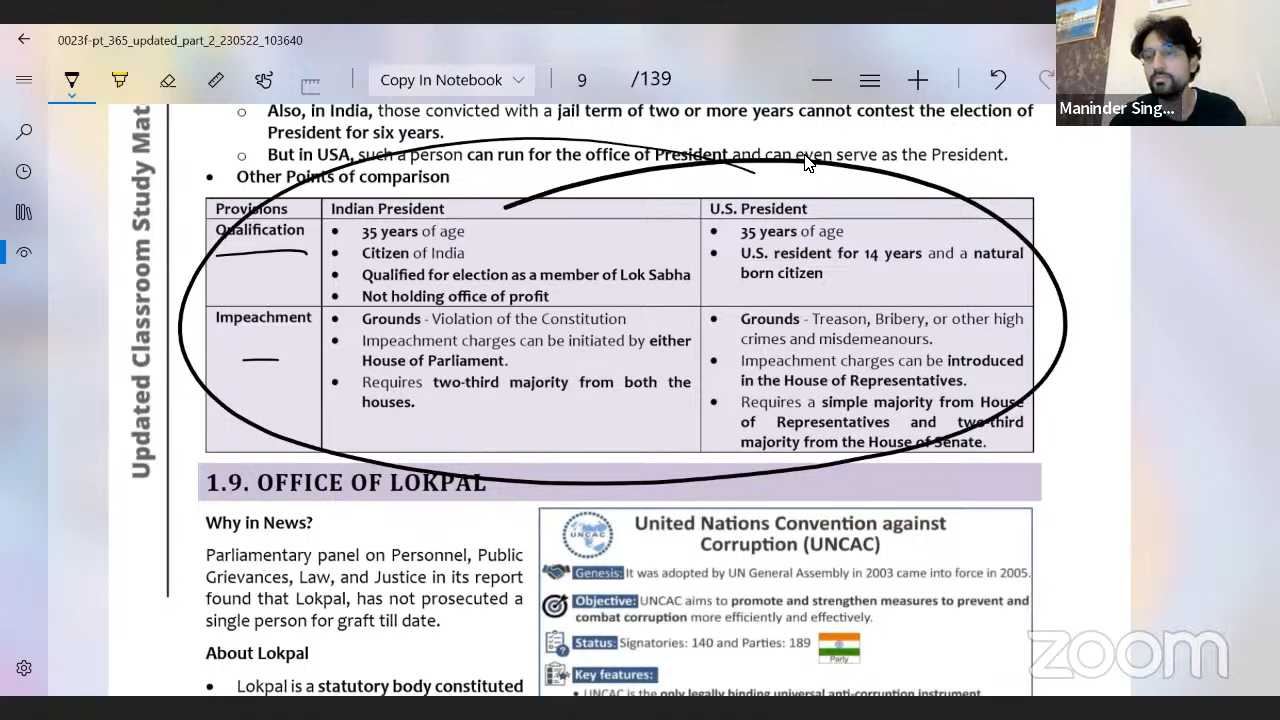 0023f-pt_365_updated_part_2_230522_103640
Copy In Notebook
9 /139
Maninder Sing...
Updated Classroom Study Mat
o Also, in India, those convicted with a jail term of two or more years cannot contest the election of
President for six years.
o But in USA, such a person can run for the office of President and can even serve as the President.
• Other Points of comparison
Provisions Indian President U.S. President
Qualification
• 35 years of age
• Citizen of India
• Qualified for election as a member of Lok Sabha
• Not holding office of profit
• 35 years of age
• U.S. resident for 14 years and a natural
born citizen
Impeachment
• Grounds - Violation of the Constitution
• Impeachment charges can be initiated by either
House of Parliament.
• Requires two-third majority from both the
houses.
• Grounds - Treason, Bribery, or other high
crimes and misdemeanours.
• Impeachment charges can be introduced
in the House of Representatives.
• Requires a simple majority from House
of Representatives and two-third
majority from the House of Senate.
1.9. OFFICE OF LOKPAL
Why in News?
Parliamentary panel on Personnel, Public
Grievances, Law, and Justice in its report
found that Lokpal, has not prosecuted a
single person for graft till date.
About Lokpal
• Lokpal is a statutory body constituted
UNCAC
United Nations Convention against
Corruption (UNCAC)
Genesis: It was adopted by UN General Assembly in 2003 came into force in 2005.
Objective: UNCAC aims to promote and strengthen measures to prevent and
combat corruption more efficiently and effectively.
Status: Signatories: 140 and Parties: 189
Party
Key features:
• UNCAC is the only legally binding universal anti-corruption instrument
zoom